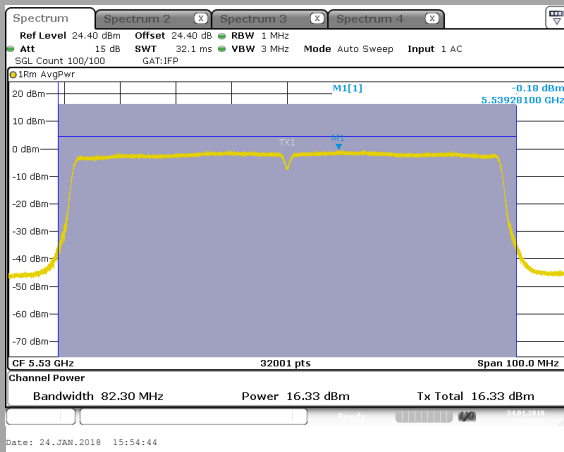 Spectrum Spectrum 2 X Spectrum 3 X Spectrum 4 X
Ref Level 24.40 dBm Offset 24.40 dB RBW 1 MHz
Att 15 dB SWT 32.1 ms VBW 3 MHz Mode Auto Sweep Input 1 AC
SGL Count 100/100 GAT:IFP
1Rm AvgPwr
M1[1] -0.18 dBm
5.53928100 GHz
20 dBm
10 dBm
M1
TX1
0 dBm
-10 dBm
-20 dBm
-30 dBm
-40 dBm
-50 dBm
-60 dBm
-70 dBm
CF 5.53 GHz 32001 pts Span 100.0 MHz
Channel Power
Bandwidth 82.30 MHz Power 16.33 dBm Tx Total 16.33 dBm
Ready 24.01.2018
Date: 24.JAN.2018 15:54:44